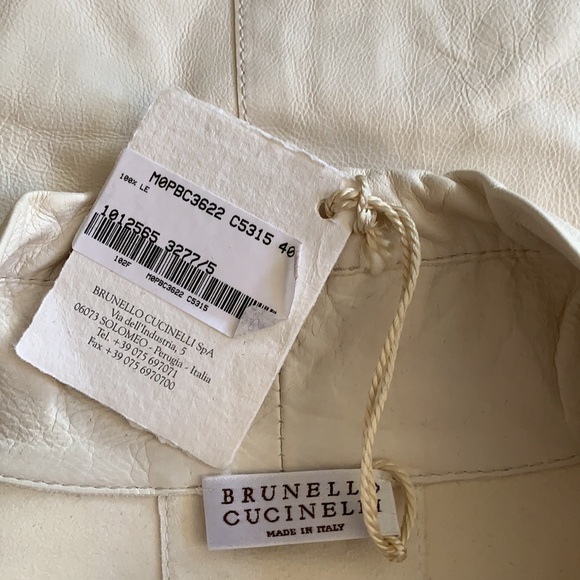 100% LE
M0PBC3622 C5315 40
1012565 3277/5
102F M0PBC3622 C5315
BRUNELLO CUCINELLI SpA
Via dell'Industria, 5
06073 SOLOMEO - Perugia - Italia
Tel. +39 075 697071
Fax +39 075 6970700
BRUNELLO
CUCINELLI
MADE IN ITALY